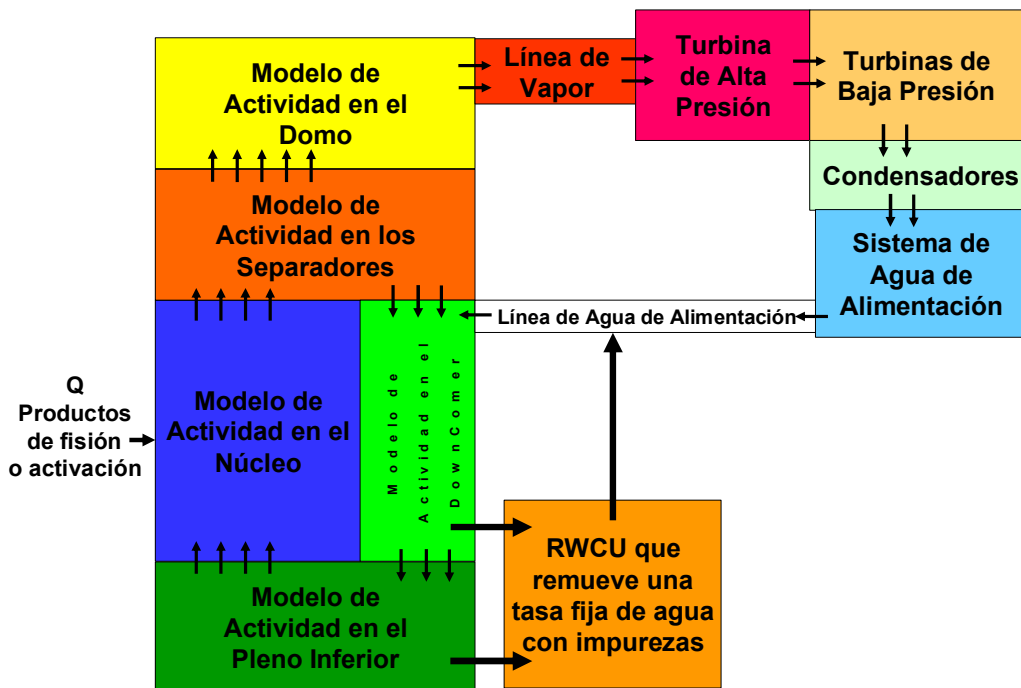 Modelo de
Actividad en el
Domo
Línea de
Vapor
Turbina
de Alta
Presión
Turbinas de
Baja Presión
Condensadores
Sistema de
Agua de
Alimentación
Modelo de
Actividad en los
Separadores
Línea de Agua de Alimentación
Q
Productos
de fisión
o activación
Modelo de
Actividad en el
Núcleo
Modelo de
Actividad en el
DownComer
RWCU que
remueve una
tasa fija de agua
con impurezas
Modelo de
Actividad en el
Pleno Inferior